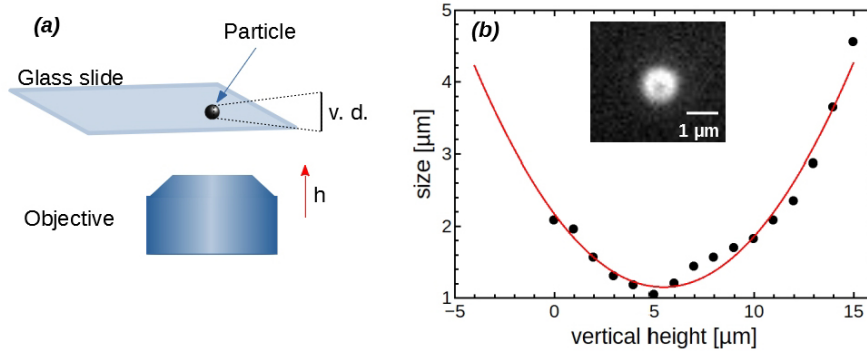 (a)
Particle
Glass slide
v. d.
h
Objective
(b)
size [µm]
5
4
3
2
1
1 µm
-5
0
5
10
15
vertical height [µm]